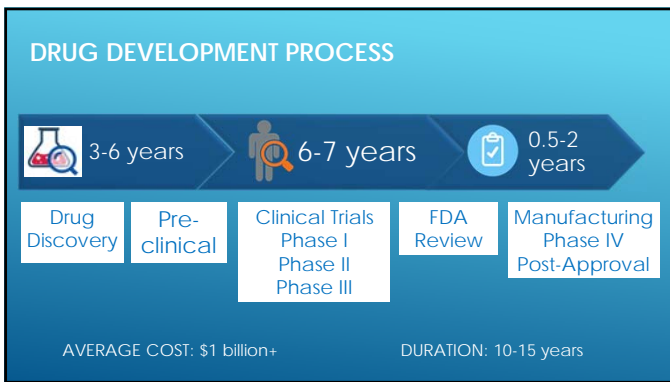 DRUG DEVELOPMENT PROCESS
3-6 years
6-7 years
0.5-2
years
Drug
Discovery
Pre-
clinical
Clinical Trials
Phase I
Phase II
Phase III
FDA
Review
Manufacturing
Phase IV
Post-Approval
AVERAGE COST: $1 billion+
DURATION: 10-15 years